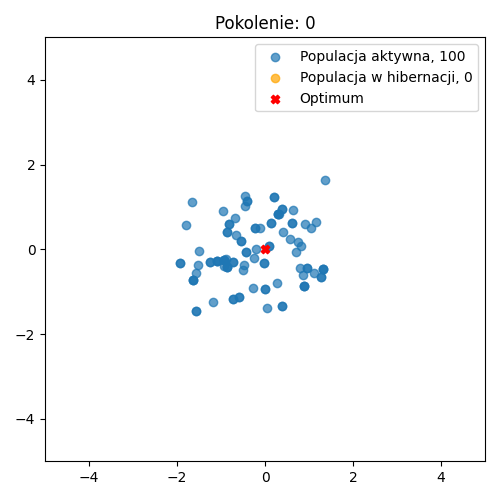 Pokolenie: 0
Populacja aktywna, 100
Populacja w hibernacji, 0
Optimum
4
2
0
−2
−4
−4 −2 0 2 4